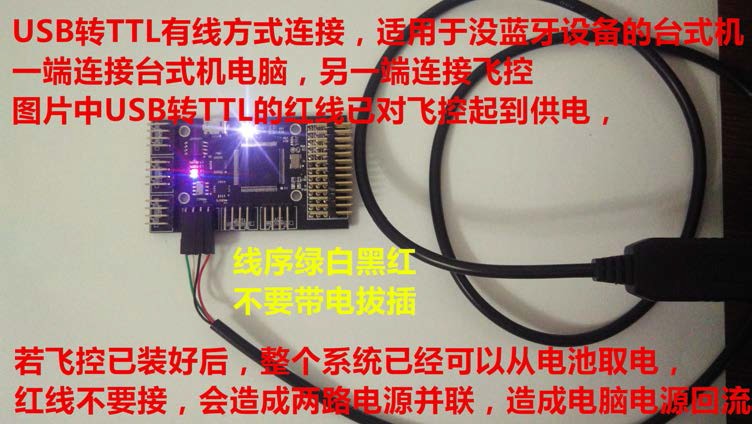 USB转TTL有线方式连接，适用于没蓝牙设备的台式机
一端连接台式机电脑，另一端连接飞控
图片中USB转TTL的红线已对飞控起到供电，
线序绿白黑红
不要带电拔插
若飞控已装好后，整个系统已经可以从电池取电，
红线不要接，会造成两路电源并联，造成电脑电源回流